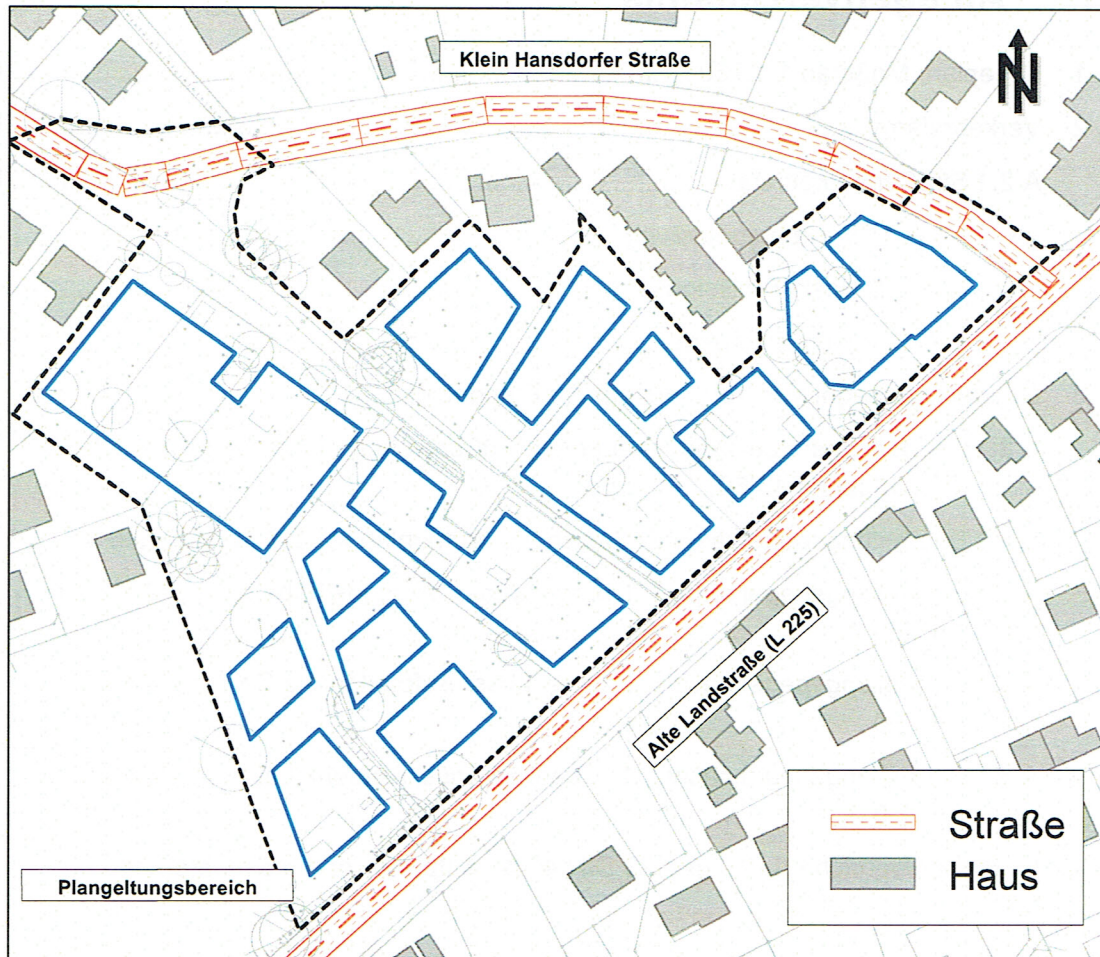 Klein Hansdorfer Straße
N
Alte Landstraße (L 225)
Straße
Haus
Plangeltungsbereich